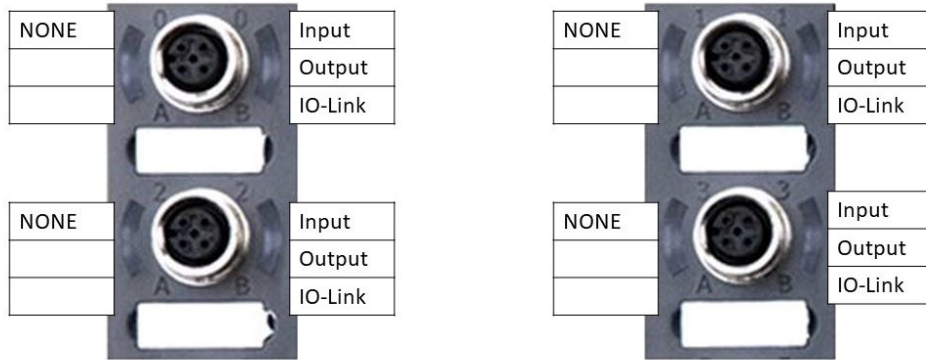 NONE
0 0
Input
Output
IO-Link
A B
NONE
1 1
Input
Output
IO-Link
A B
NONE
2 2
Input
Output
IO-Link
A B
NONE
3 3
Input
Output
IO-Link
A B